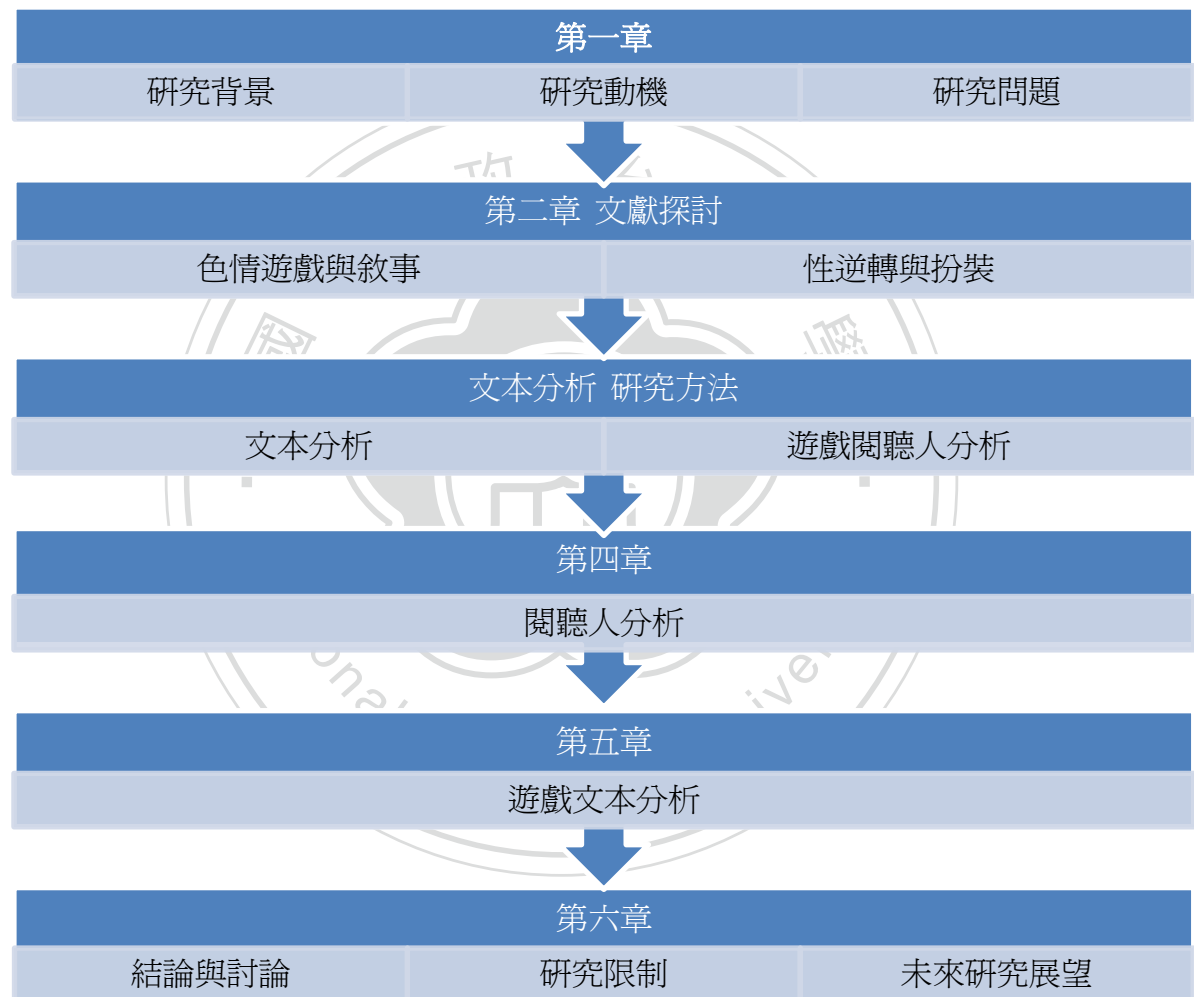 第一章
研究背景 研究動機 研究問題
第二章 文獻探討
色情遊戲與敘事 性逆轉與扮裝
文本分析 研究方法
文本分析 遊戲閱聽人分析
第四章
閱聽人分析
第五章
遊戲文本分析
第六章
結論與討論 研究限制 未來研究展望